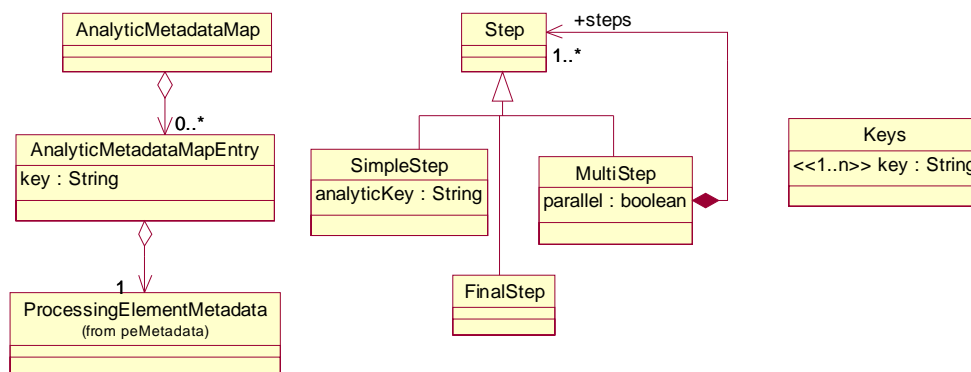 AnalyticMetadataMap
0..*
AnalyticMetadataMapEntry
key : String
1
ProcessingElementMetadata
(from peMetadata)
Step
+steps
1..*
SimpleStep
analyticKey : String
MultiStep
parallel : boolean
FinalStep
Keys
<<1..n>> key : String